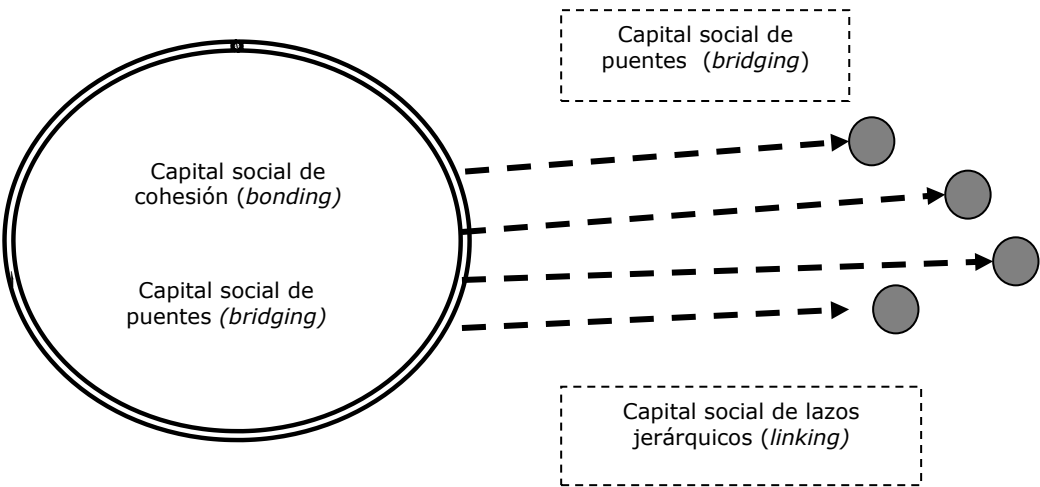 Capital social de
puentes (bridging)
Capital social de
cohesión (bonding)
Capital social de
puentes (bridging)
Capital social de lazos
jerárquicos (linking)